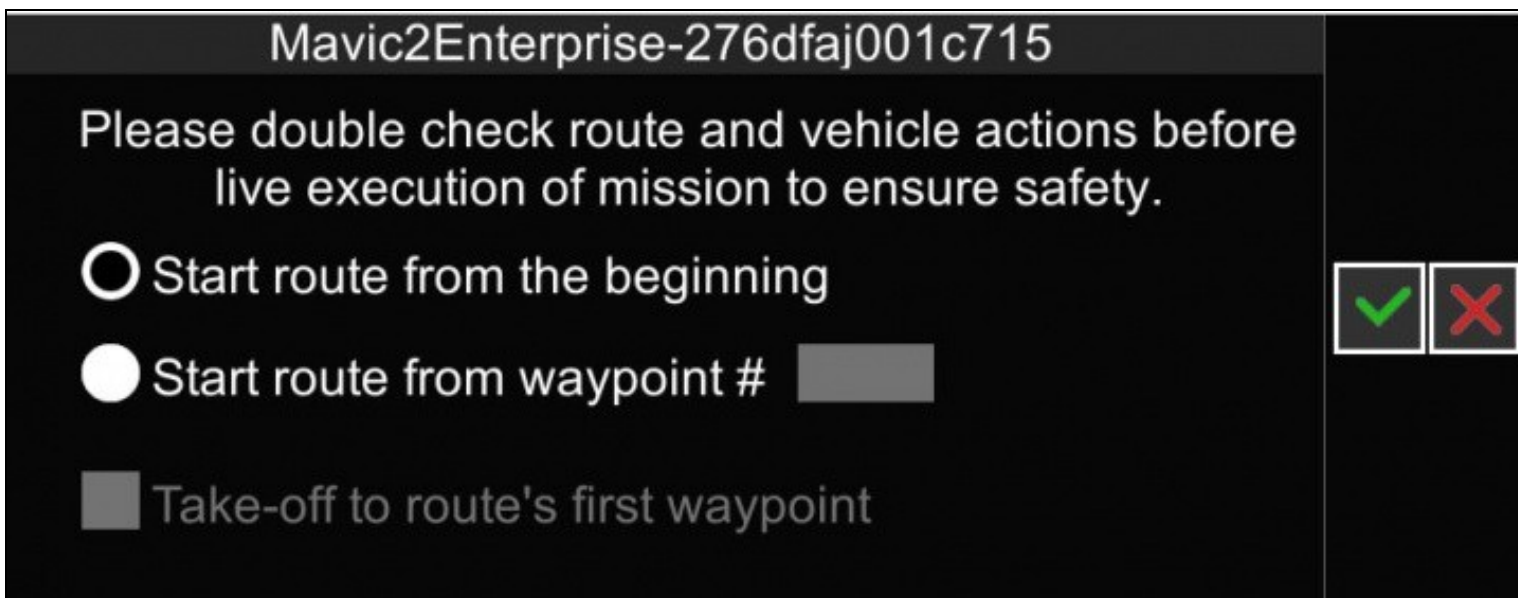 Mavic2Enterprise-276dfaj001c715
Please double check route and vehicle actions before
live execution of mission to ensure safety.
Start route from the beginning
Start route from waypoint #
Take-off to route's first waypoint